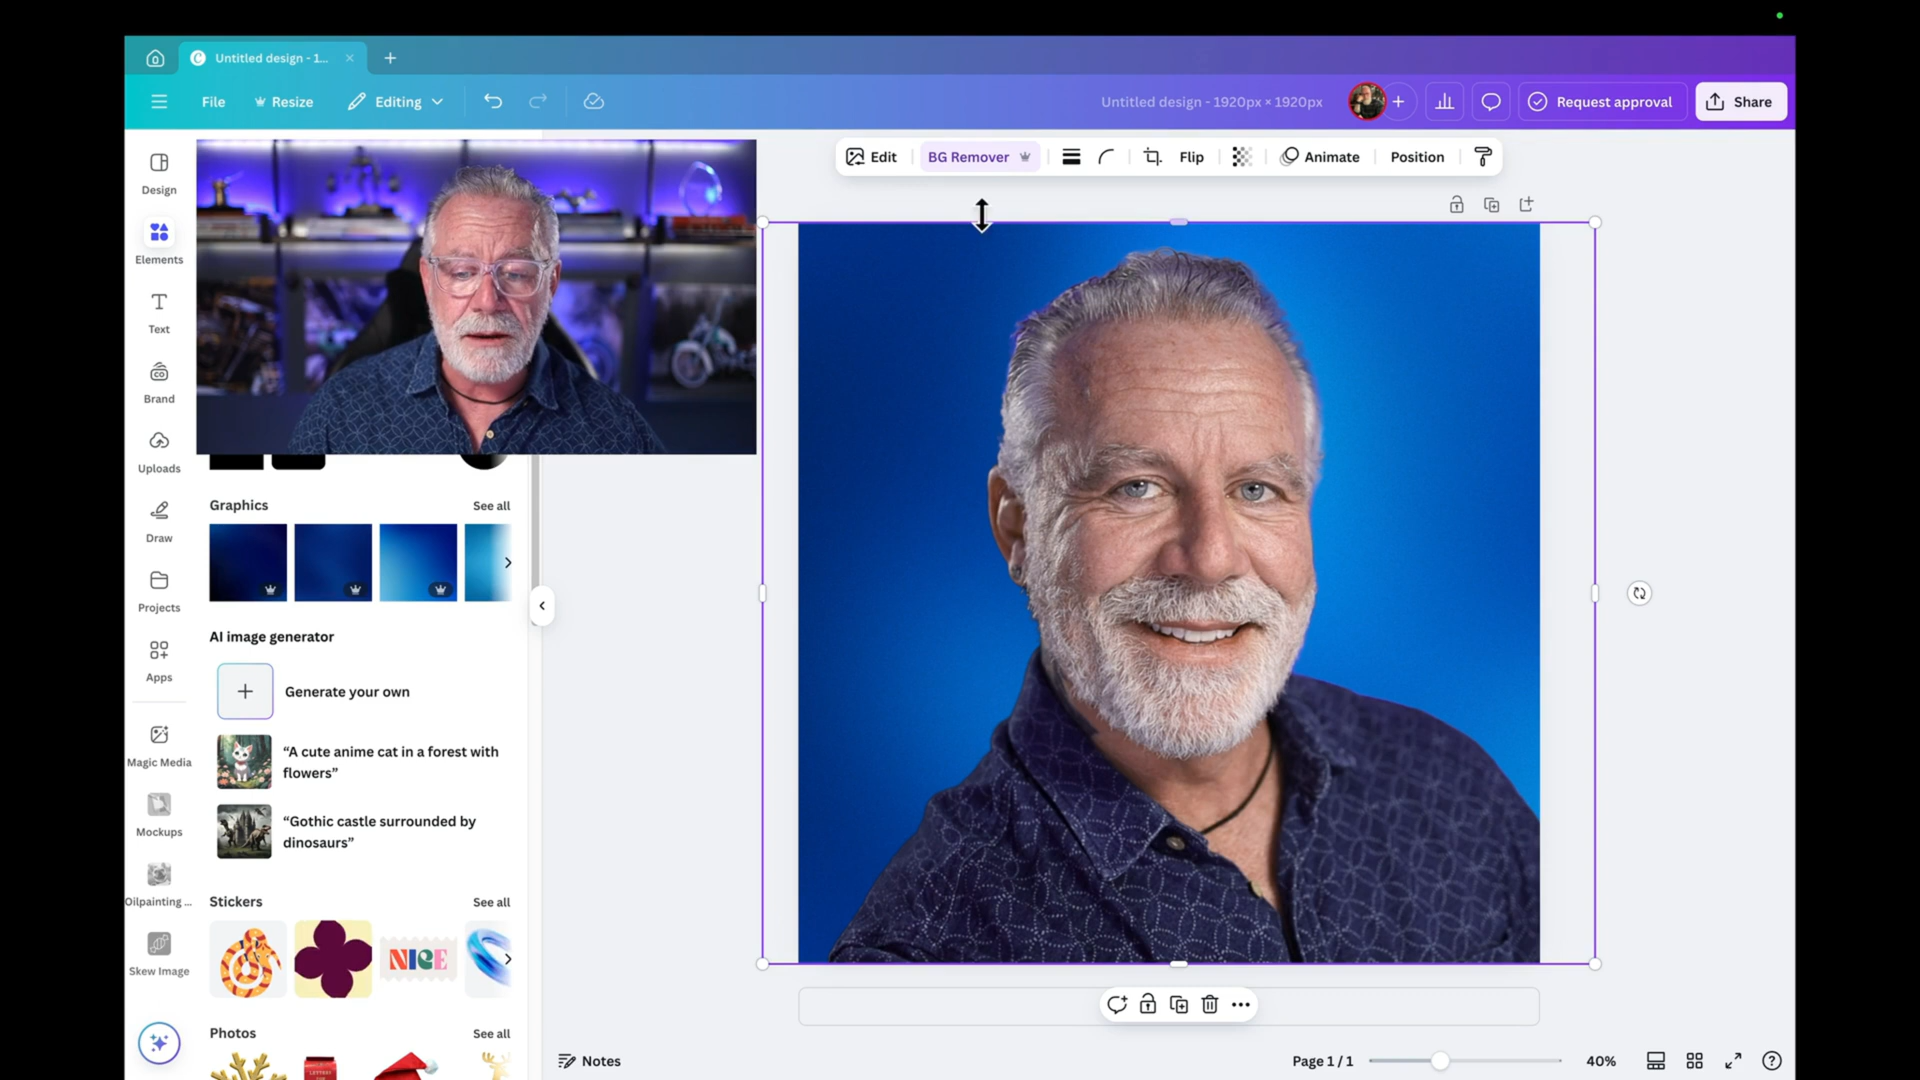 Untitled design - 1...
File
Resize
Editing
Untitled design - 1920px × 1920px
Request approval
Share
Edit
BG Remover
Flip
Animate
Position
Design
Elements
Text
Brand
Uploads
Draw
Projects
Apps
Magic Media
Mockups
Oilpainting ...
Skew Image
Graphics
See all
AI image generator
Generate your own
“A cute anime cat in a forest with
flowers”
“Gothic castle surrounded by
dinosaurs”
Stickers
See all
NICE
Photos
See all
Notes
Page 1 / 1
40%